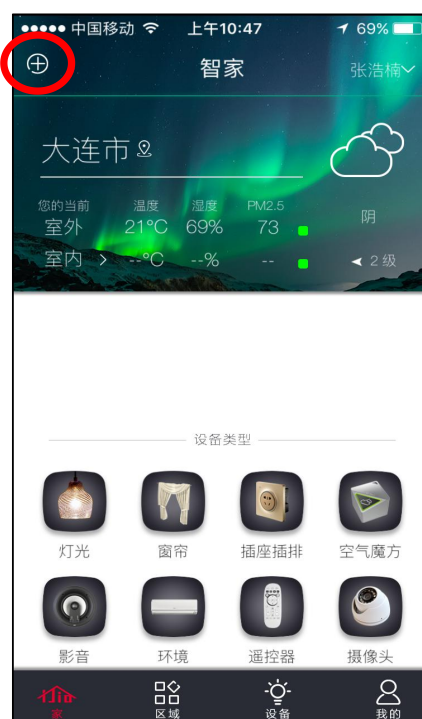 中国移动 上午10:47 69%
智家 张浩楠
大连市
您的当前 温度 湿度 PM2.5
室外 21°C 69% 73 阴
室内 > --°C --% -- 2 级
设备类型
灯光 窗帘 插座插排 空气魔方
影音 环境 遥控器 摄像头
家 区域 设备 我的